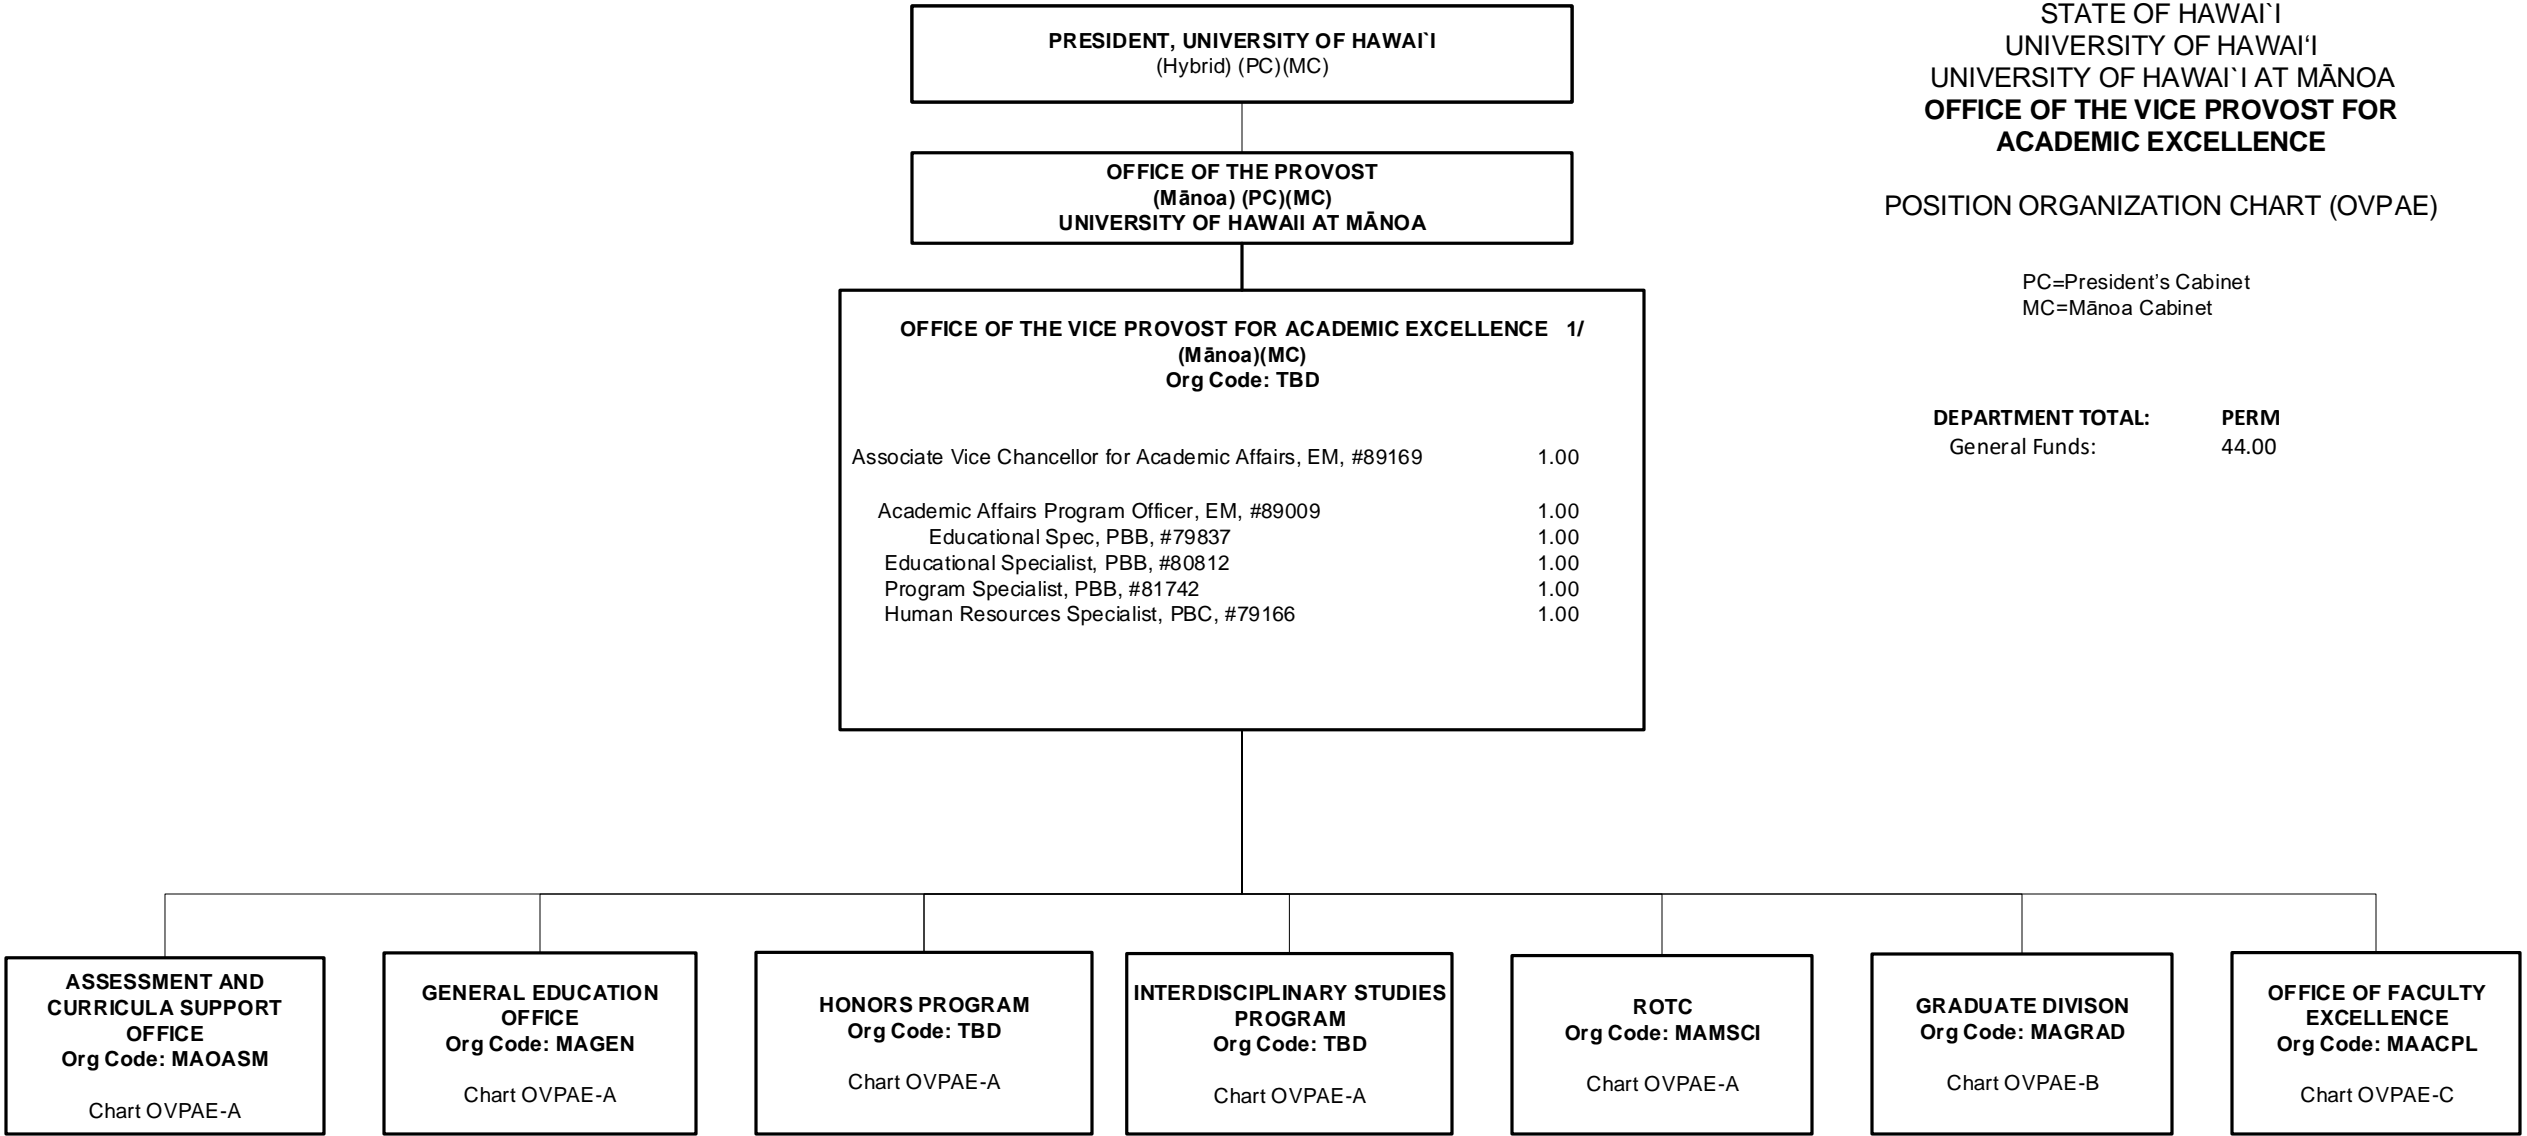 PRESIDENT, UNIVERSITY OF HAWAI`I
(Hybrid) (PC)(MC)
OFFICE OF THE PROVOST
(Mānoa) (PC)(MC)
UNIVERSITY OF HAWAII AT MĀNOA
STATE OF HAWAI`I
UNIVERSITY OF HAWAI‘I
UNIVERSITY OF HAWAI`I AT MĀNOA
OFFICE OF THE VICE PROVOST FOR
ACADEMIC EXCELLENCE
POSITION ORGANIZATION CHART (OVPAE)
PC=President’s Cabinet
MC=Mānoa Cabinet
DEPARTMENT TOTAL: PERM
General Funds: 44.00
OFFICE OF THE VICE PROVOST FOR ACADEMIC EXCELLENCE 1/
(Mānoa)(MC)
Org Code: TBD
Associate Vice Chancellor for Academic Affairs, EM, #89169 1.00
Academic Affairs Program Officer, EM, #89009 1.00
Educational Spec, PBB, #79837 1.00
Educational Specialist, PBB, #80812 1.00
Program Specialist, PBB, #81742 1.00
Human Resources Specialist, PBC, #79166 1.00
ASSESSMENT AND
CURRICULA SUPPORT
OFFICE
Org Code: MAOASM
Chart OVPAE-A
GENERAL EDUCATION
OFFICE
Org Code: MAGEN
Chart OVPAE-A
HONORS PROGRAM
Org Code: TBD
Chart OVPAE-A
INTERDISCIPLINARY STUDIES
PROGRAM
Org Code: TBD
Chart OVPAE-A
ROTC
Org Code: MAMSCI
Chart OVPAE-A
GRADUATE DIVISON
Org Code: MAGRAD
Chart OVPAE-B
OFFICE OF FACULTY
EXCELLENCE
Org Code: MAACPL
Chart OVPAE-C